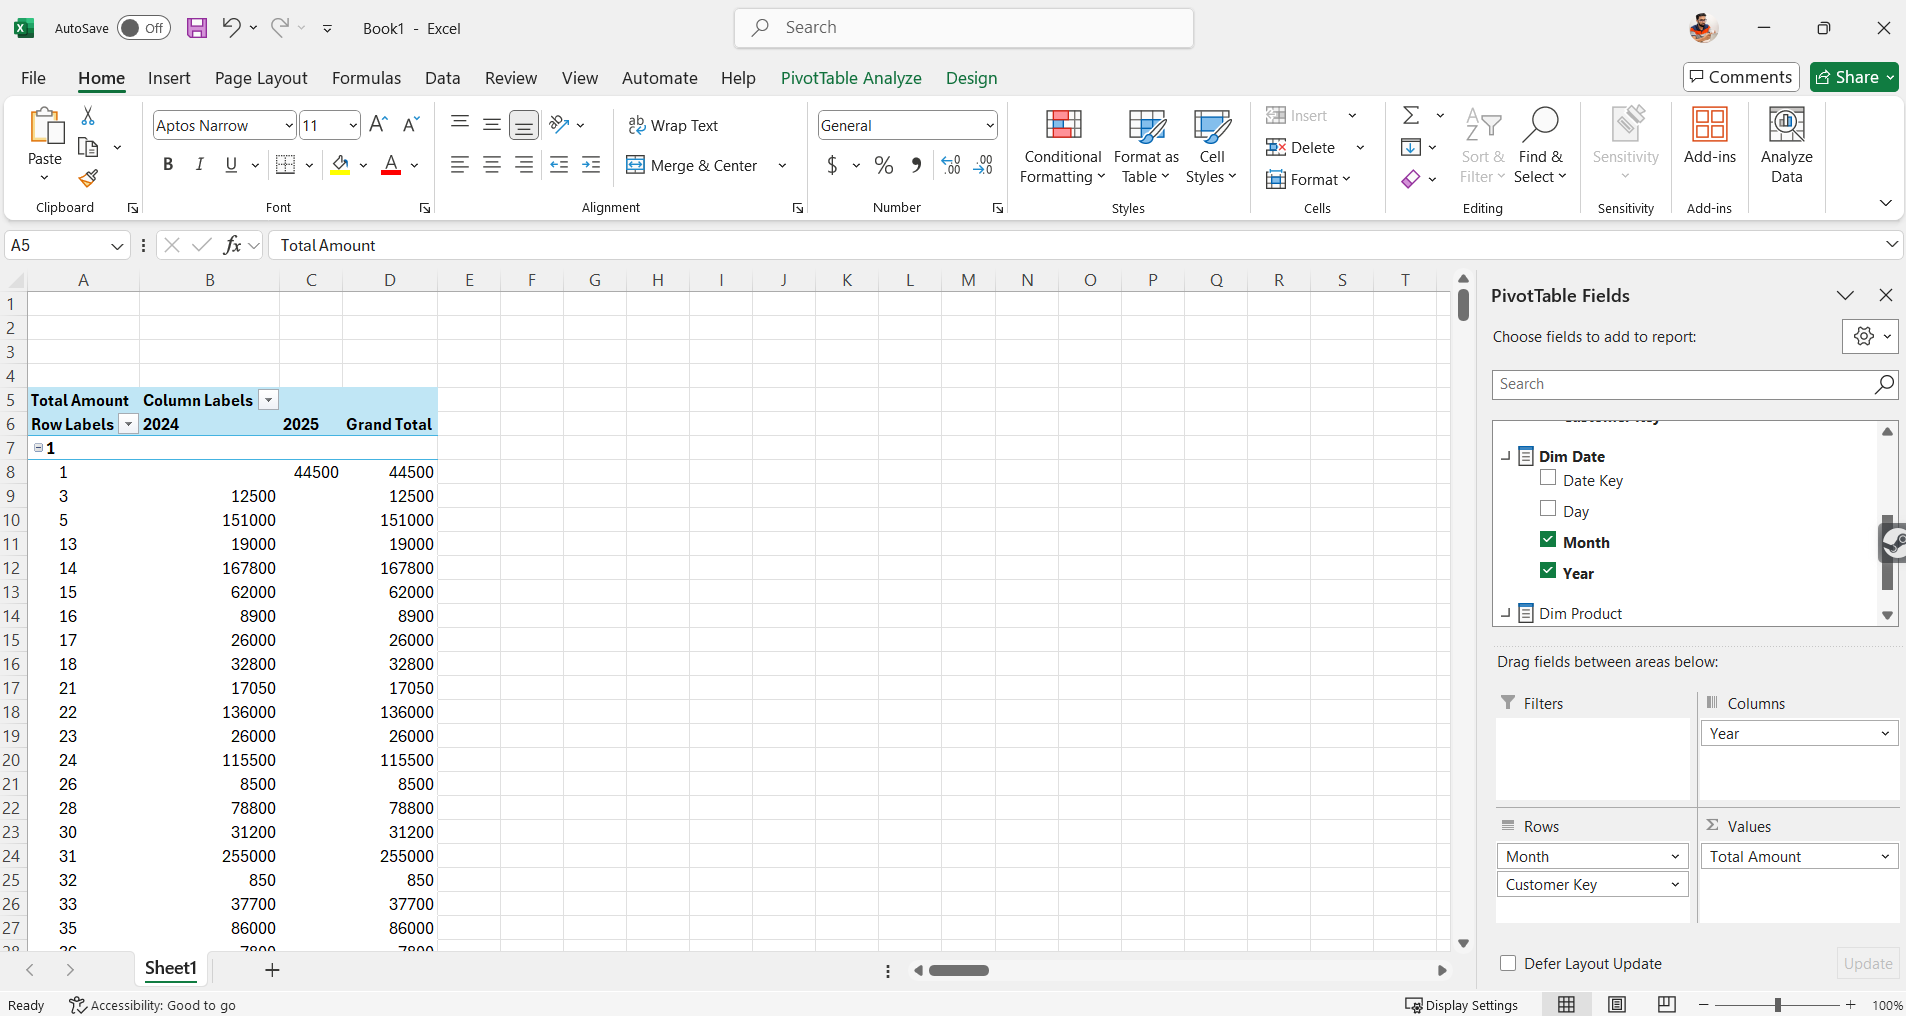 AutoSave Off Book1 - Excel Search
File Home Insert Page Layout Formulas Data Review View Automate Help PivotTable Analyze Design Comments Share
Paste
Clipboard
Aptos Narrow 11
B I U A
Font
Wrap Text
Merge & Center
Alignment
General
$ % 9
Number
Conditional Formatting
Format as Table
Cell Styles
Styles
Insert
Delete
Format
Cells
Sort & Filter
Find & Select
Editing
Sensitivity
Sensitivity
Add-ins
Add-ins
Analyze Data
A5 fx Total Amount
A B C D E F G H I J K L M N O P Q R S T
1
2
3
4
5 Total Amount Column Labels
6 Row Labels 2024 2025 Grand Total
7 1
8 1 44500 44500
9 3 12500 12500
10 5 151000 151000
11 13 19000 19000
12 14 167800 167800
13 15 62000 62000
14 16 8900 8900
15 17 26000 26000
16 18 32800 32800
17 21 17050 17050
18 22 136000 136000
19 23 26000 26000
20 24 115500 115500
21 26 8500 8500
22 28 78800 78800
23 30 31200 31200
24 31 255000 255000
25 32 850 850
26 33 37700 37700
27 35 86000 86000
28 36 7800 7800
PivotTable Fields
Choose fields to add to report:
Search
Dim Date
Date Key
Day
Month
Year
Dim Product
Drag fields between areas below:
Filters
Columns
Year
Rows
Month
Customer Key
Values
Total Amount
Defer Layout Update Update
Sheet1
Ready Accessibility: Good to go Display Settings 100%